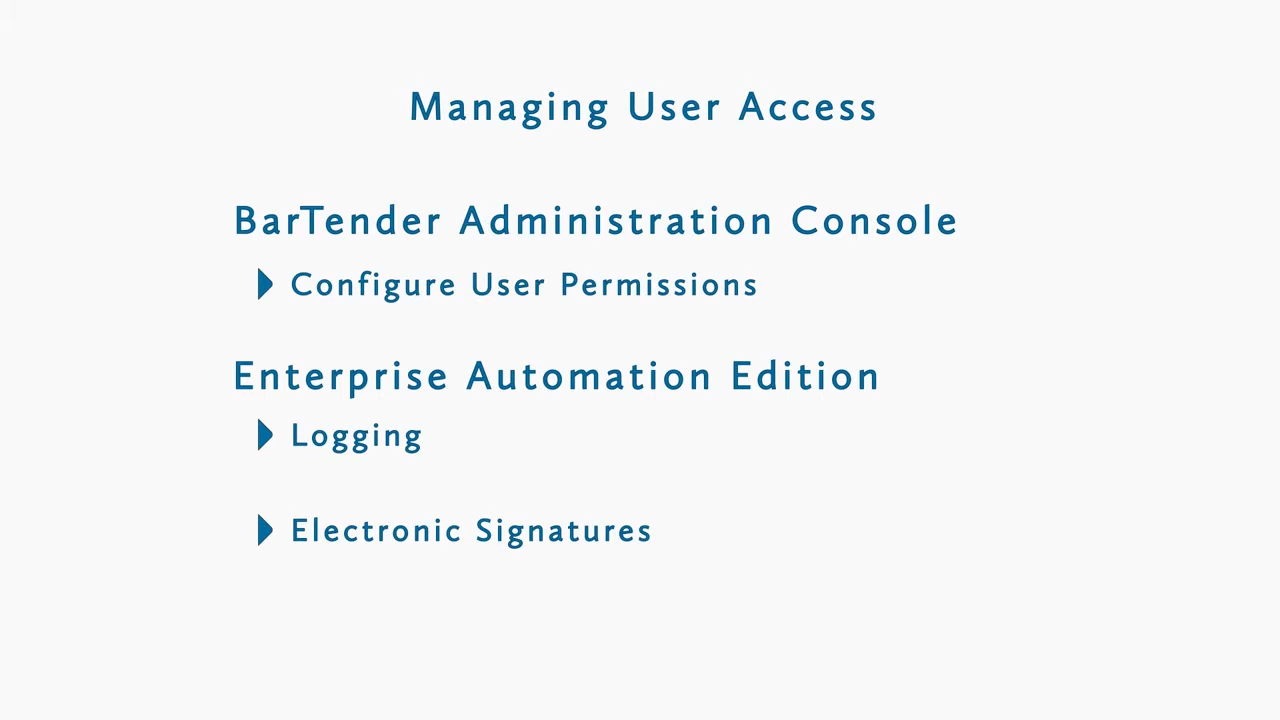 Managing User Access
BarTender Administration Console
Configure User Permissions
Enterprise Automation Edition
Logging
Electronic Signatures